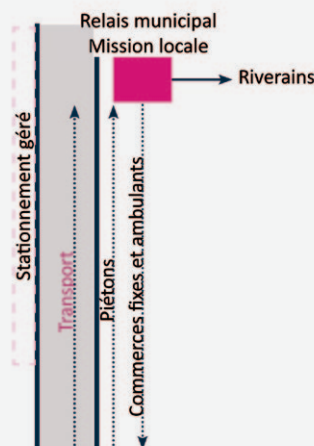 Relais municipal
Mission locale
Riverains
Stationnement géré
Transport
Piétons
Commerces fixes et ambulants